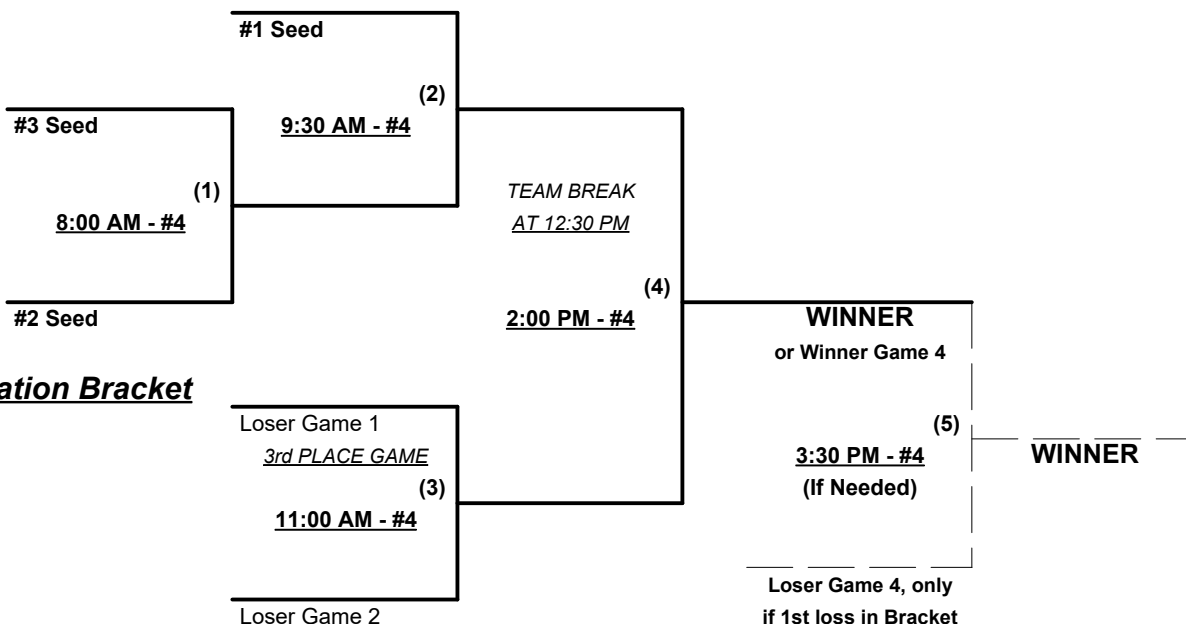 #1 Seed
(2)
9:30 AM - #4
#3 Seed
(1)
8:00 AM - #4
#2 Seed
TEAM BREAK
AT 12:30 PM
(4)
2:00 PM - #4
WINNER
or Winner Game 4
(5)
3:30 PM - #4
(If Needed)
WINNER
Loser Game 4, only
if 1st loss in Bracket
Bracket
Loser Game 1
3rd PLACE GAME
(3)
11:00 AM - #4
Loser Game 2